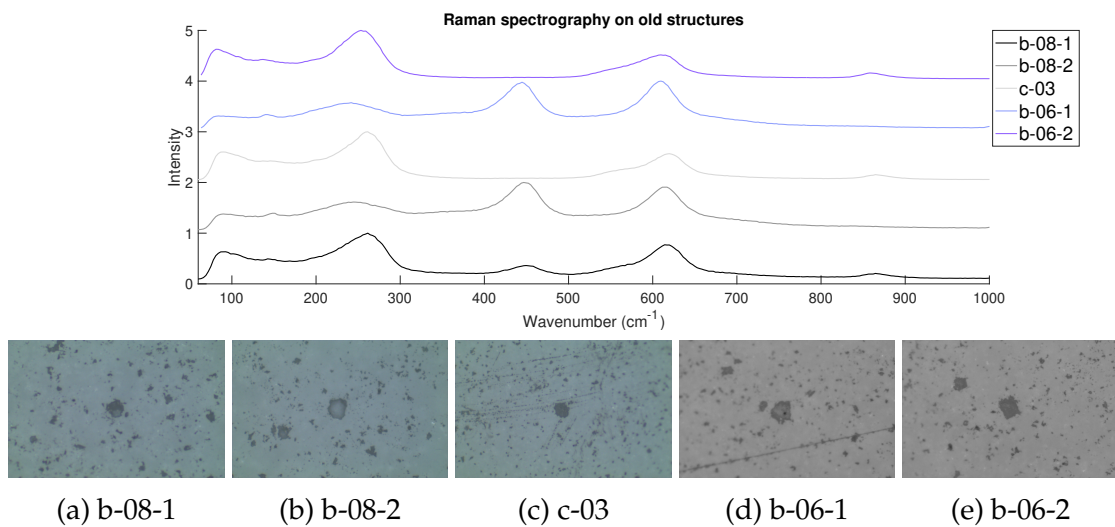 Raman spectrography on old structures
Intensity
5
4
3
2
1
0
100 200 300 400 500 600 700 800 900 1000
Wavenumber (cm-1)
b-08-1
b-08-2
c-03
b-06-1
b-06-2
(a) b-08-1 (b) b-08-2 (c) c-03 (d) b-06-1 (e) b-06-2